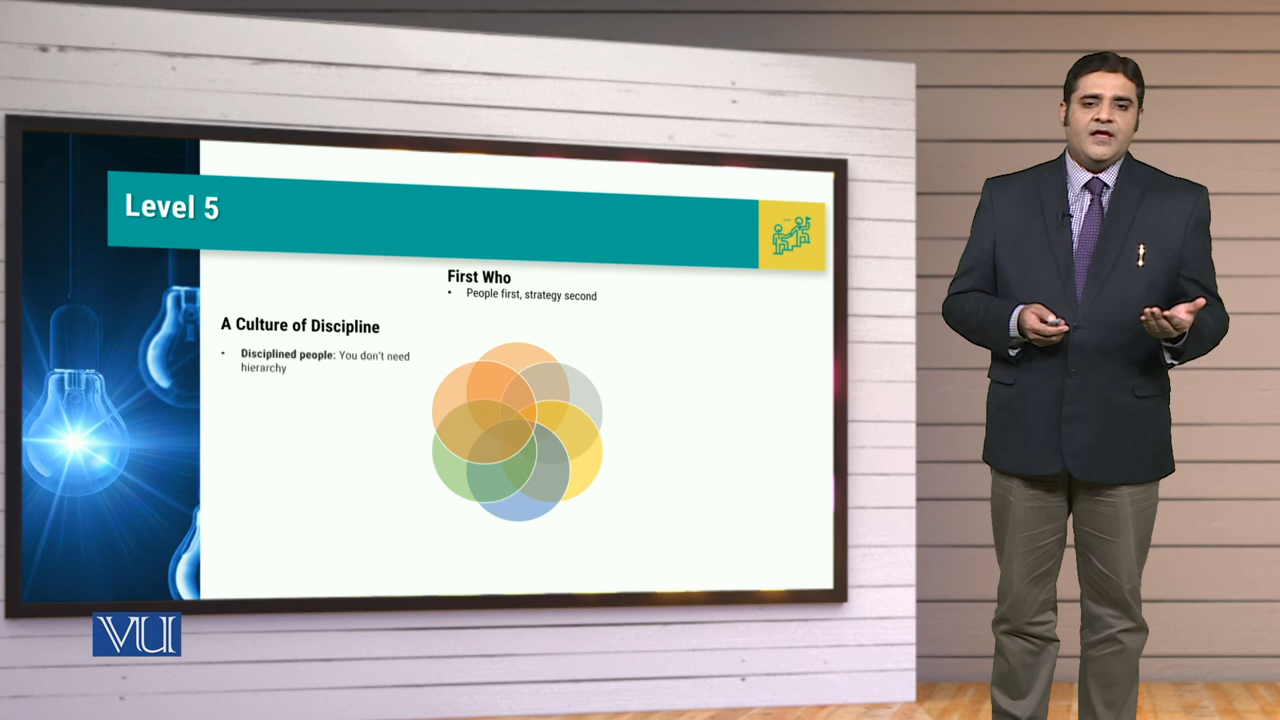 Level 5
First Who
• People first, strategy second
A Culture of Discipline
• Disciplined people: You don't need
hierarchy
VU